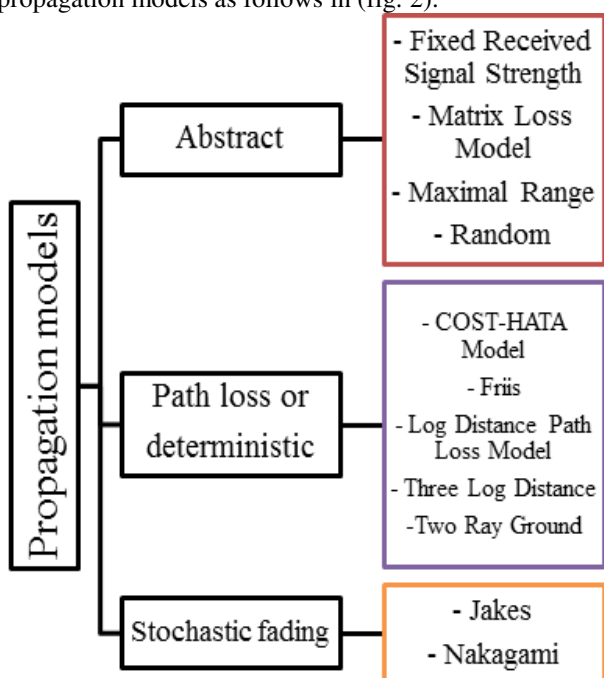 propagation models as follows in (fig. 2).
Propagation models
Abstract
- Fixed Received
Signal Strength
- Matrix Loss
Model
- Maximal Range
- Random
Path loss or
deterministic
- COST-HATA
Model
- Friis
- Log Distance Path
Loss Model
- Three Log Distance
-Two Ray Ground
Stochastic fading
- Jakes
- Nakagami